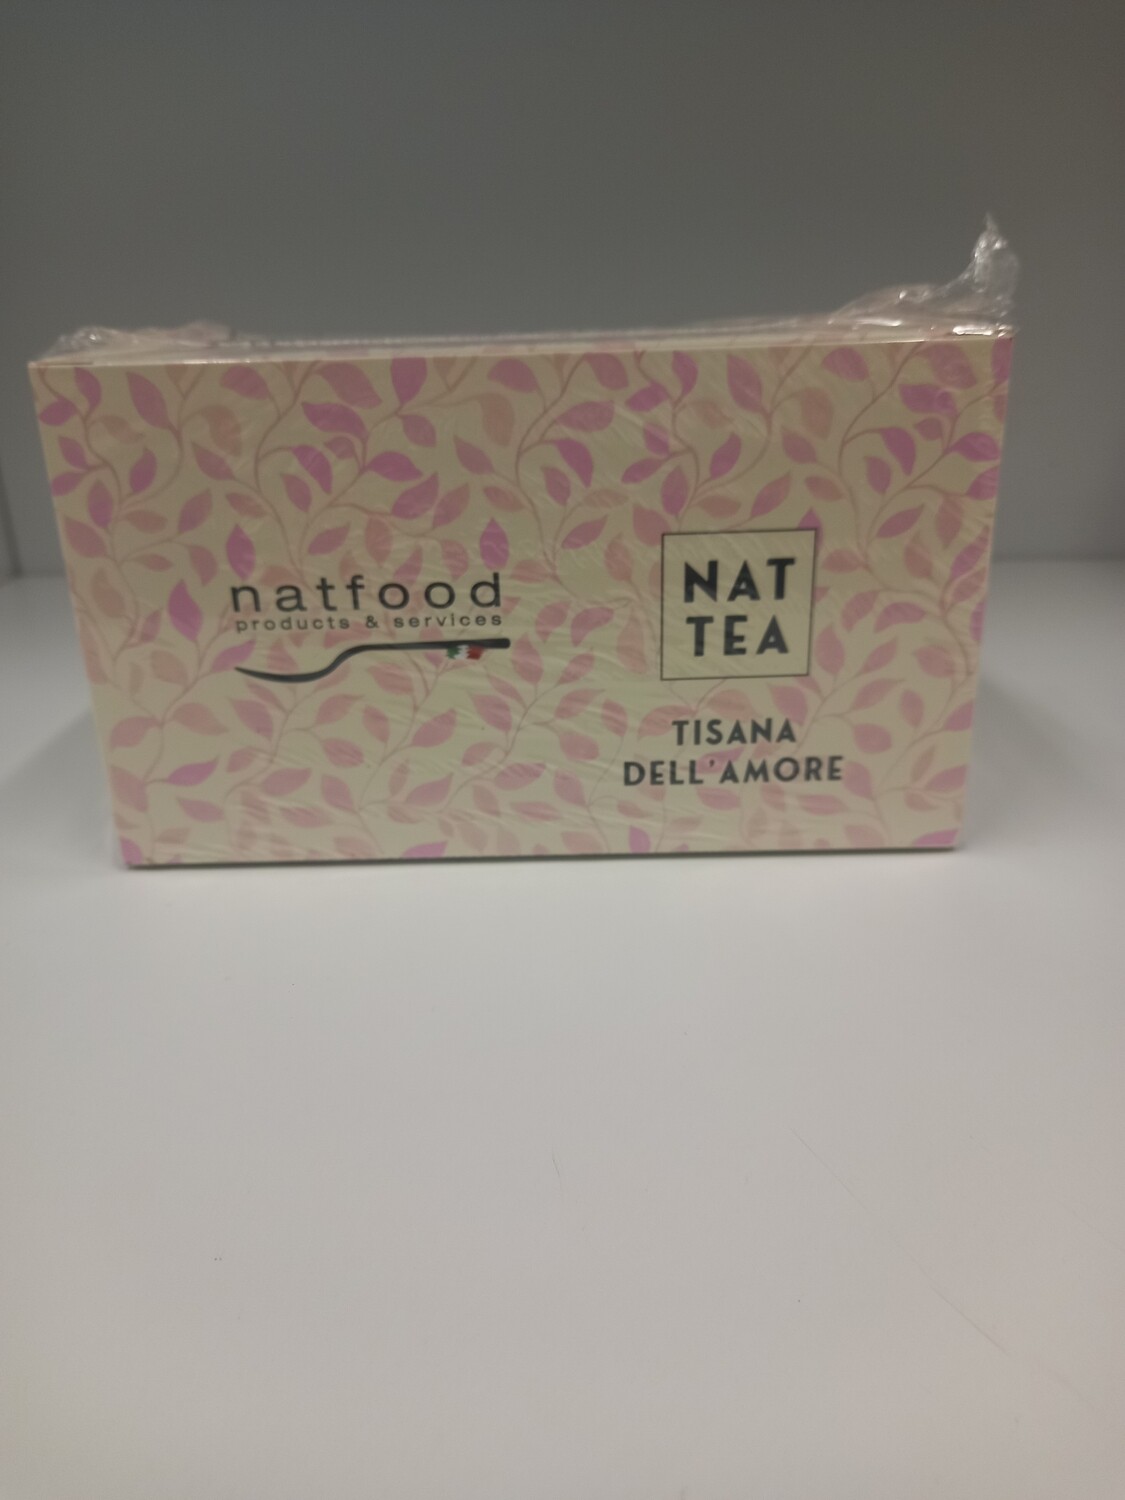 natfood
products & services
NAT
TEA
TISANA
DELL'AMORE